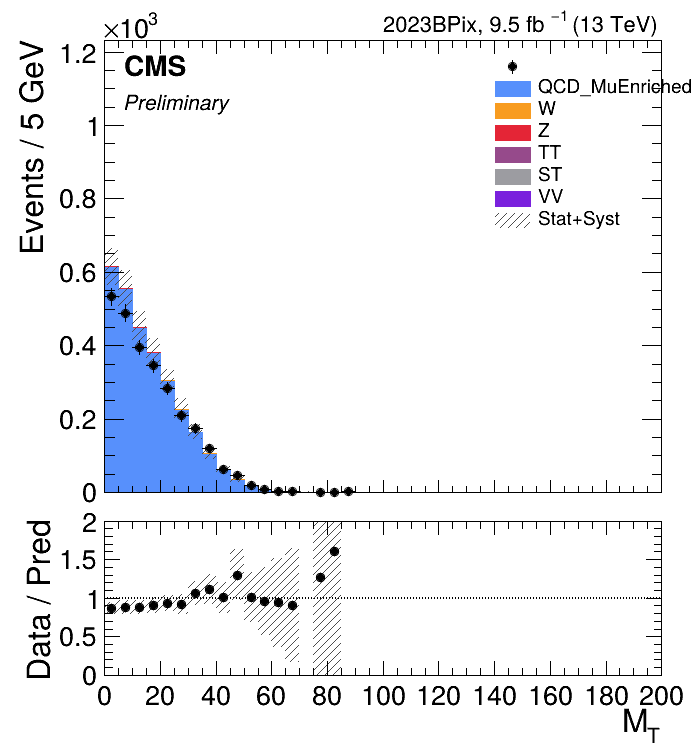 ×10³
2023BPix, 9.5 fb⁻¹ (13 TeV)
CMS
Preliminary
QCD_MuEnriched
W
Z
TT
ST
VV
Stat+Syst
Events / 5 GeV
1.2
1
0.8
0.6
0.4
0.2
0
Data / Pred
2
1.5
1
0.5
0
0 20 40 60 80 100 120 140 160 180 200
M_T